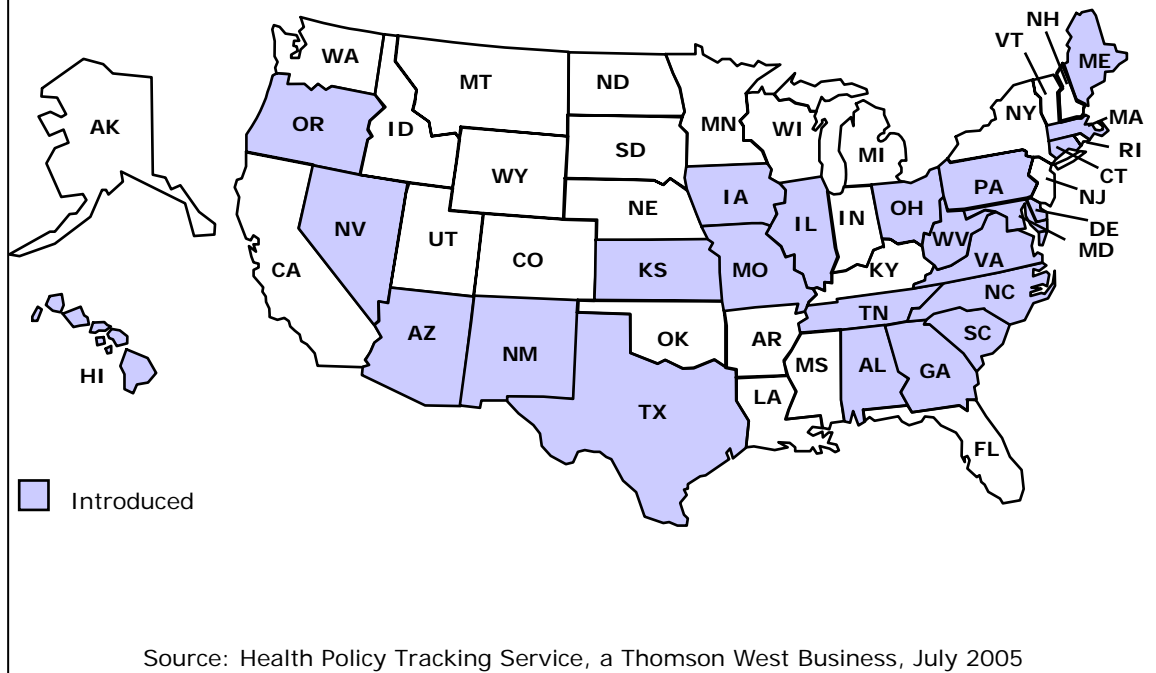 NH
VT
WA
ME
MT
ND
AK
OR
ID
MN
WI
NY
MA
MI
SD
RI
WY
CT
PA
NJ
IA
NE
OH
IL
IN
DE
NV
UT
WV
MD
CO
VA
CA
KS
MO
KY
NC
TN
AZ
SC
OK
AR
NM
MS
AL
GA
HI
LA
TX
FL
Introduced
Source: Health Policy Tracking Service, a Thomson West Business, July 2005